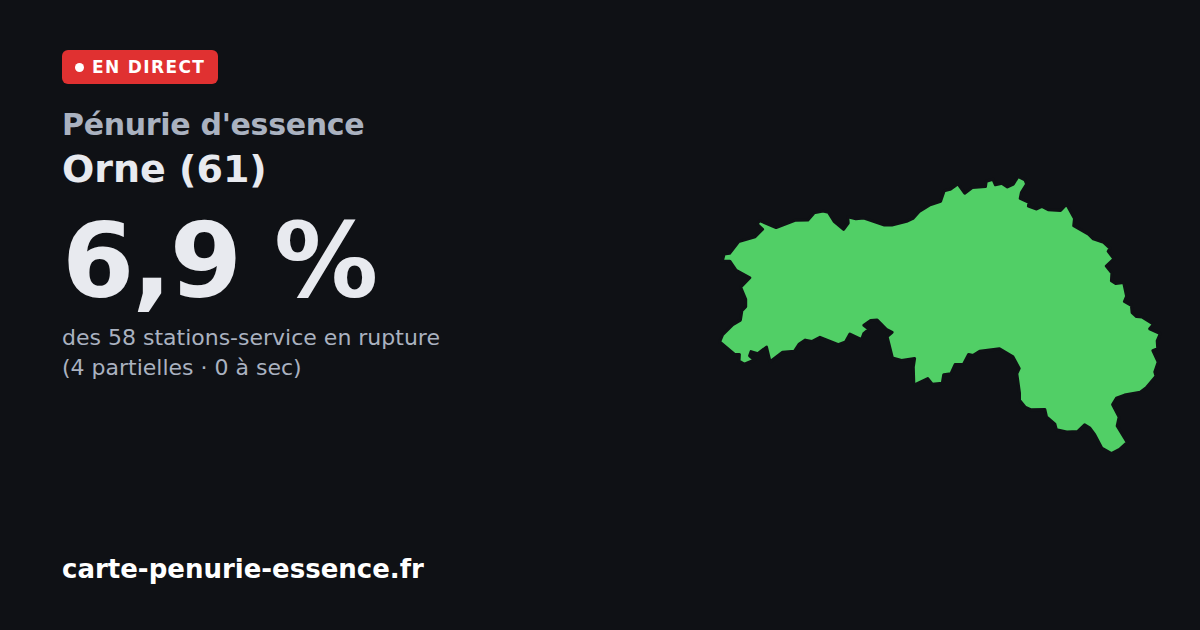 EN DIRECT
Pénurie d'essence
Orne (61)
6,9 %
des 58 stations-service en rupture
(4 partielles · 0 à sec)
carte-penurie-essence.fr